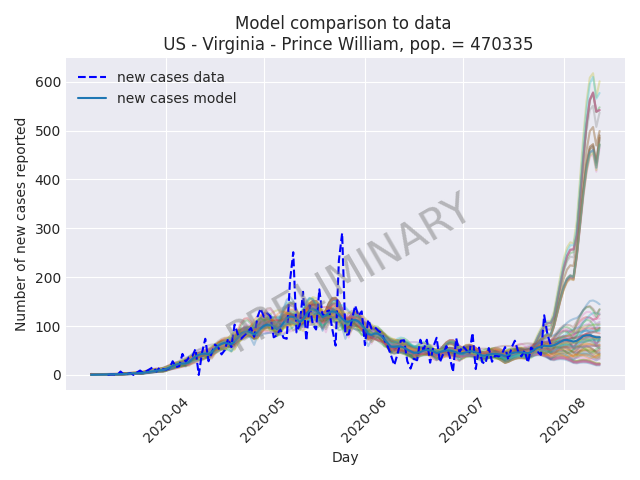 Model comparison to data
US - Virginia - Prince William, pop. = 470335
new cases data
new cases model
PRELIMINARY
Number of new cases reported
600
500
400
300
200
100
0
2020-04
2020-05
2020-06
2020-07
2020-08
Day